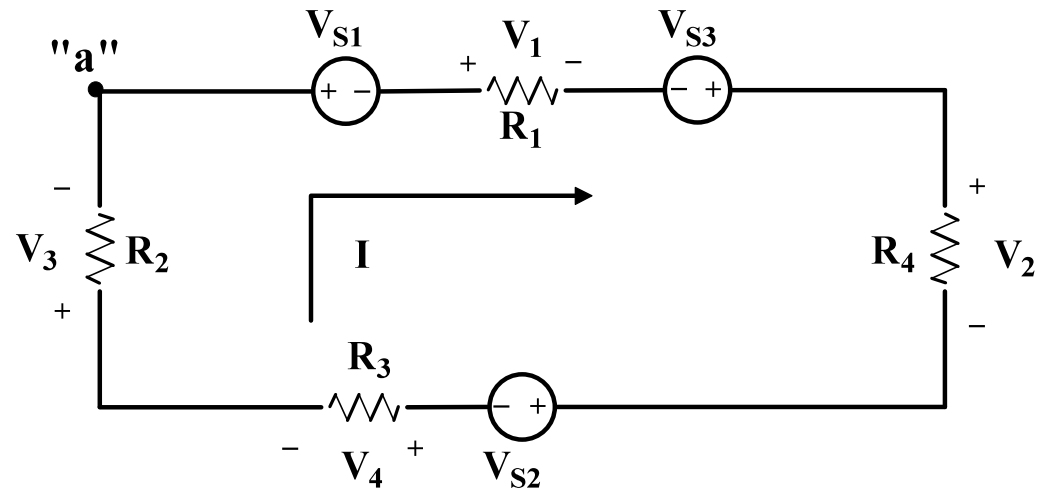 V_S1 V_1 V_S3
"a"
+ − + − − +
R_1
− +
V_3 R_2 I R_4 V_2
+ −
R_3
− +
− +
V_4 V_S2